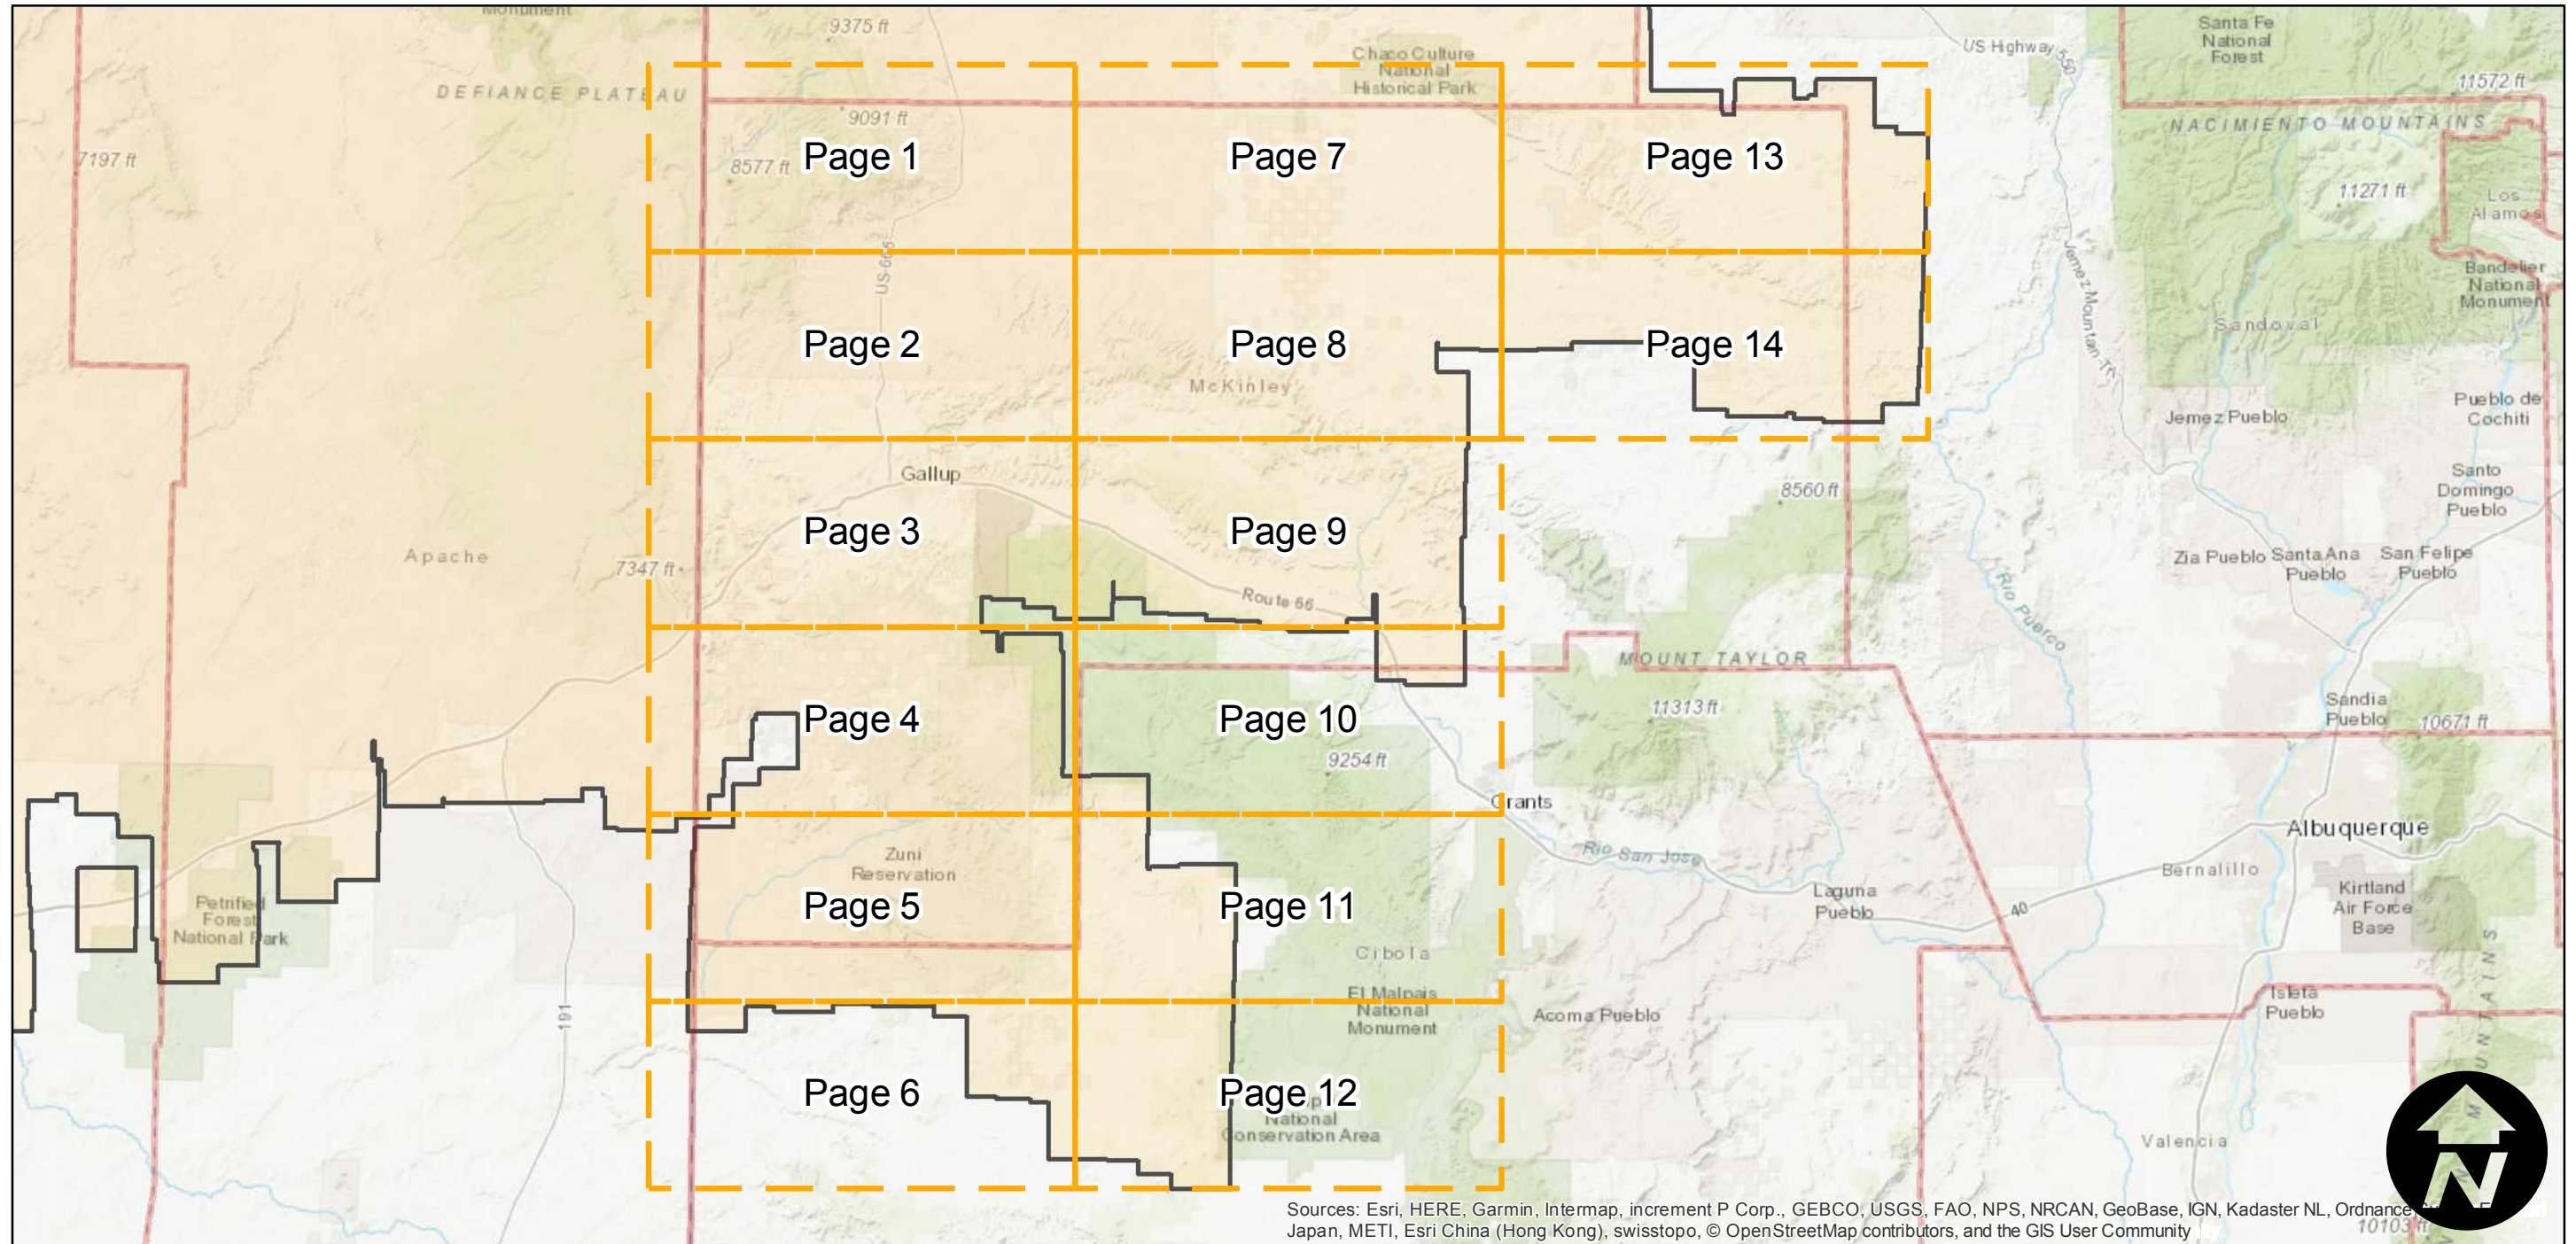 Monument
9375 ft
Chaco Culture
National
Historical Park
US Highway 550
Santa Fe
National
Forest
11572 ft
DEFIANCE PLATEAU
9091 ft
NACIMIENTO MOUNTAINS
7197 ft
8577 ft
Page 1
Page 7
Page 13
11271 ft
Los
Alamos
US 666
Jemez Mountain Trl
Bandelier
National
Monument
Sandoval
Page 2
Page 8
Page 14
McKinley
Jemez Pueblo
Pueblo de
Cochiti
Gallup
8560 ft
Santo
Domingo
Pueblo
Page 3
Page 9
Apache
7347 ft
Zia Pueblo
Santa Ana
Pueblo
San Felipe
Pueblo
Route 66
Rio Puerco
MOUNT TAYLOR
Page 4
Page 10
11313 ft
Sandia
Pueblo
10671 ft
9254 ft
Grants
Albuquerque
Zuni
Reservation
Rio San Jose
Bernalillo
Petrified
Forest
National Park
Page 5
Page 11
Laguna
Pueblo
40
Kirtland
Air Force
Base
Cibola
El Malpais
National
Monument
191
Acoma Pueblo
Isleta
Pueblo
MOUNTAINS
Page 6
Page 12
National
Conservation Area
Valencia
N
Sources: Esri, HERE, Garmin, Intermap, increment P Corp., GEBCO, USGS, FAO, NPS, NRCAN, GeoBase, IGN, Kadaster NL, Ordnance
Japan, METI, Esri China (Hong Kong), swisstopo, © OpenStreetMap contributors, and the GIS User Community
10103 ft